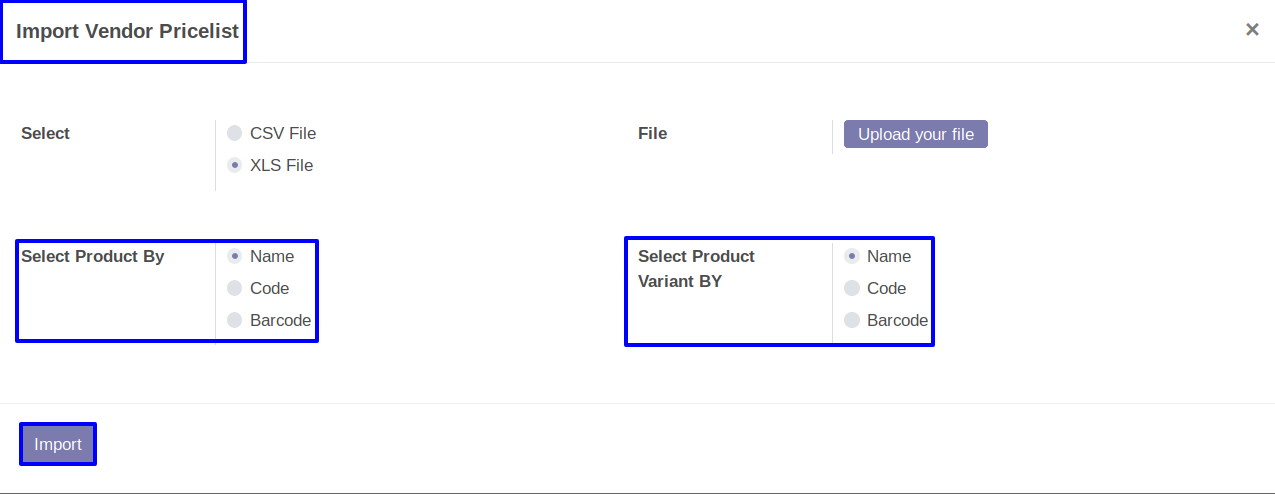 Import Vendor Pricelist
×
Select
CSV File
XLS File
File
Upload your file
Select Product By
Name
Code
Barcode
Select Product
Variant BY
Name
Code
Barcode
Import